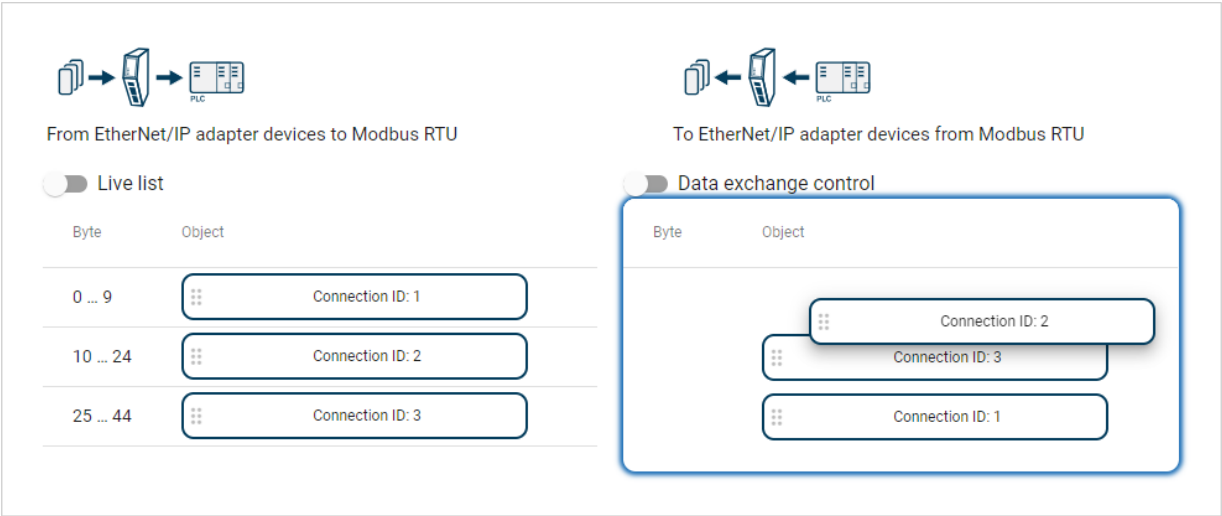 PLC
From EtherNet/IP adapter devices to Modbus RTU
Live list
Byte Object
0 ... 9 Connection ID: 1
10 ... 24 Connection ID: 2
25 ... 44 Connection ID: 3
PLC
To EtherNet/IP adapter devices from Modbus RTU
Data exchange control
Byte Object
Connection ID: 2
Connection ID: 3
Connection ID: 1